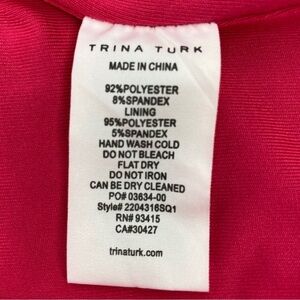 TRINA TURK
MADE IN CHINA
92%POLYESTER
8%SPANDEX
LINING
95%POLYESTER
5%SPANDEX
HAND WASH COLD
DO NOT BLEACH
FLAT DRY
DO NOT IRON
CAN BE DRY CLEANED
PO# 03634-00
Style# 2204316SQ1
RN# 93415
CA#30427
trinaturk.com